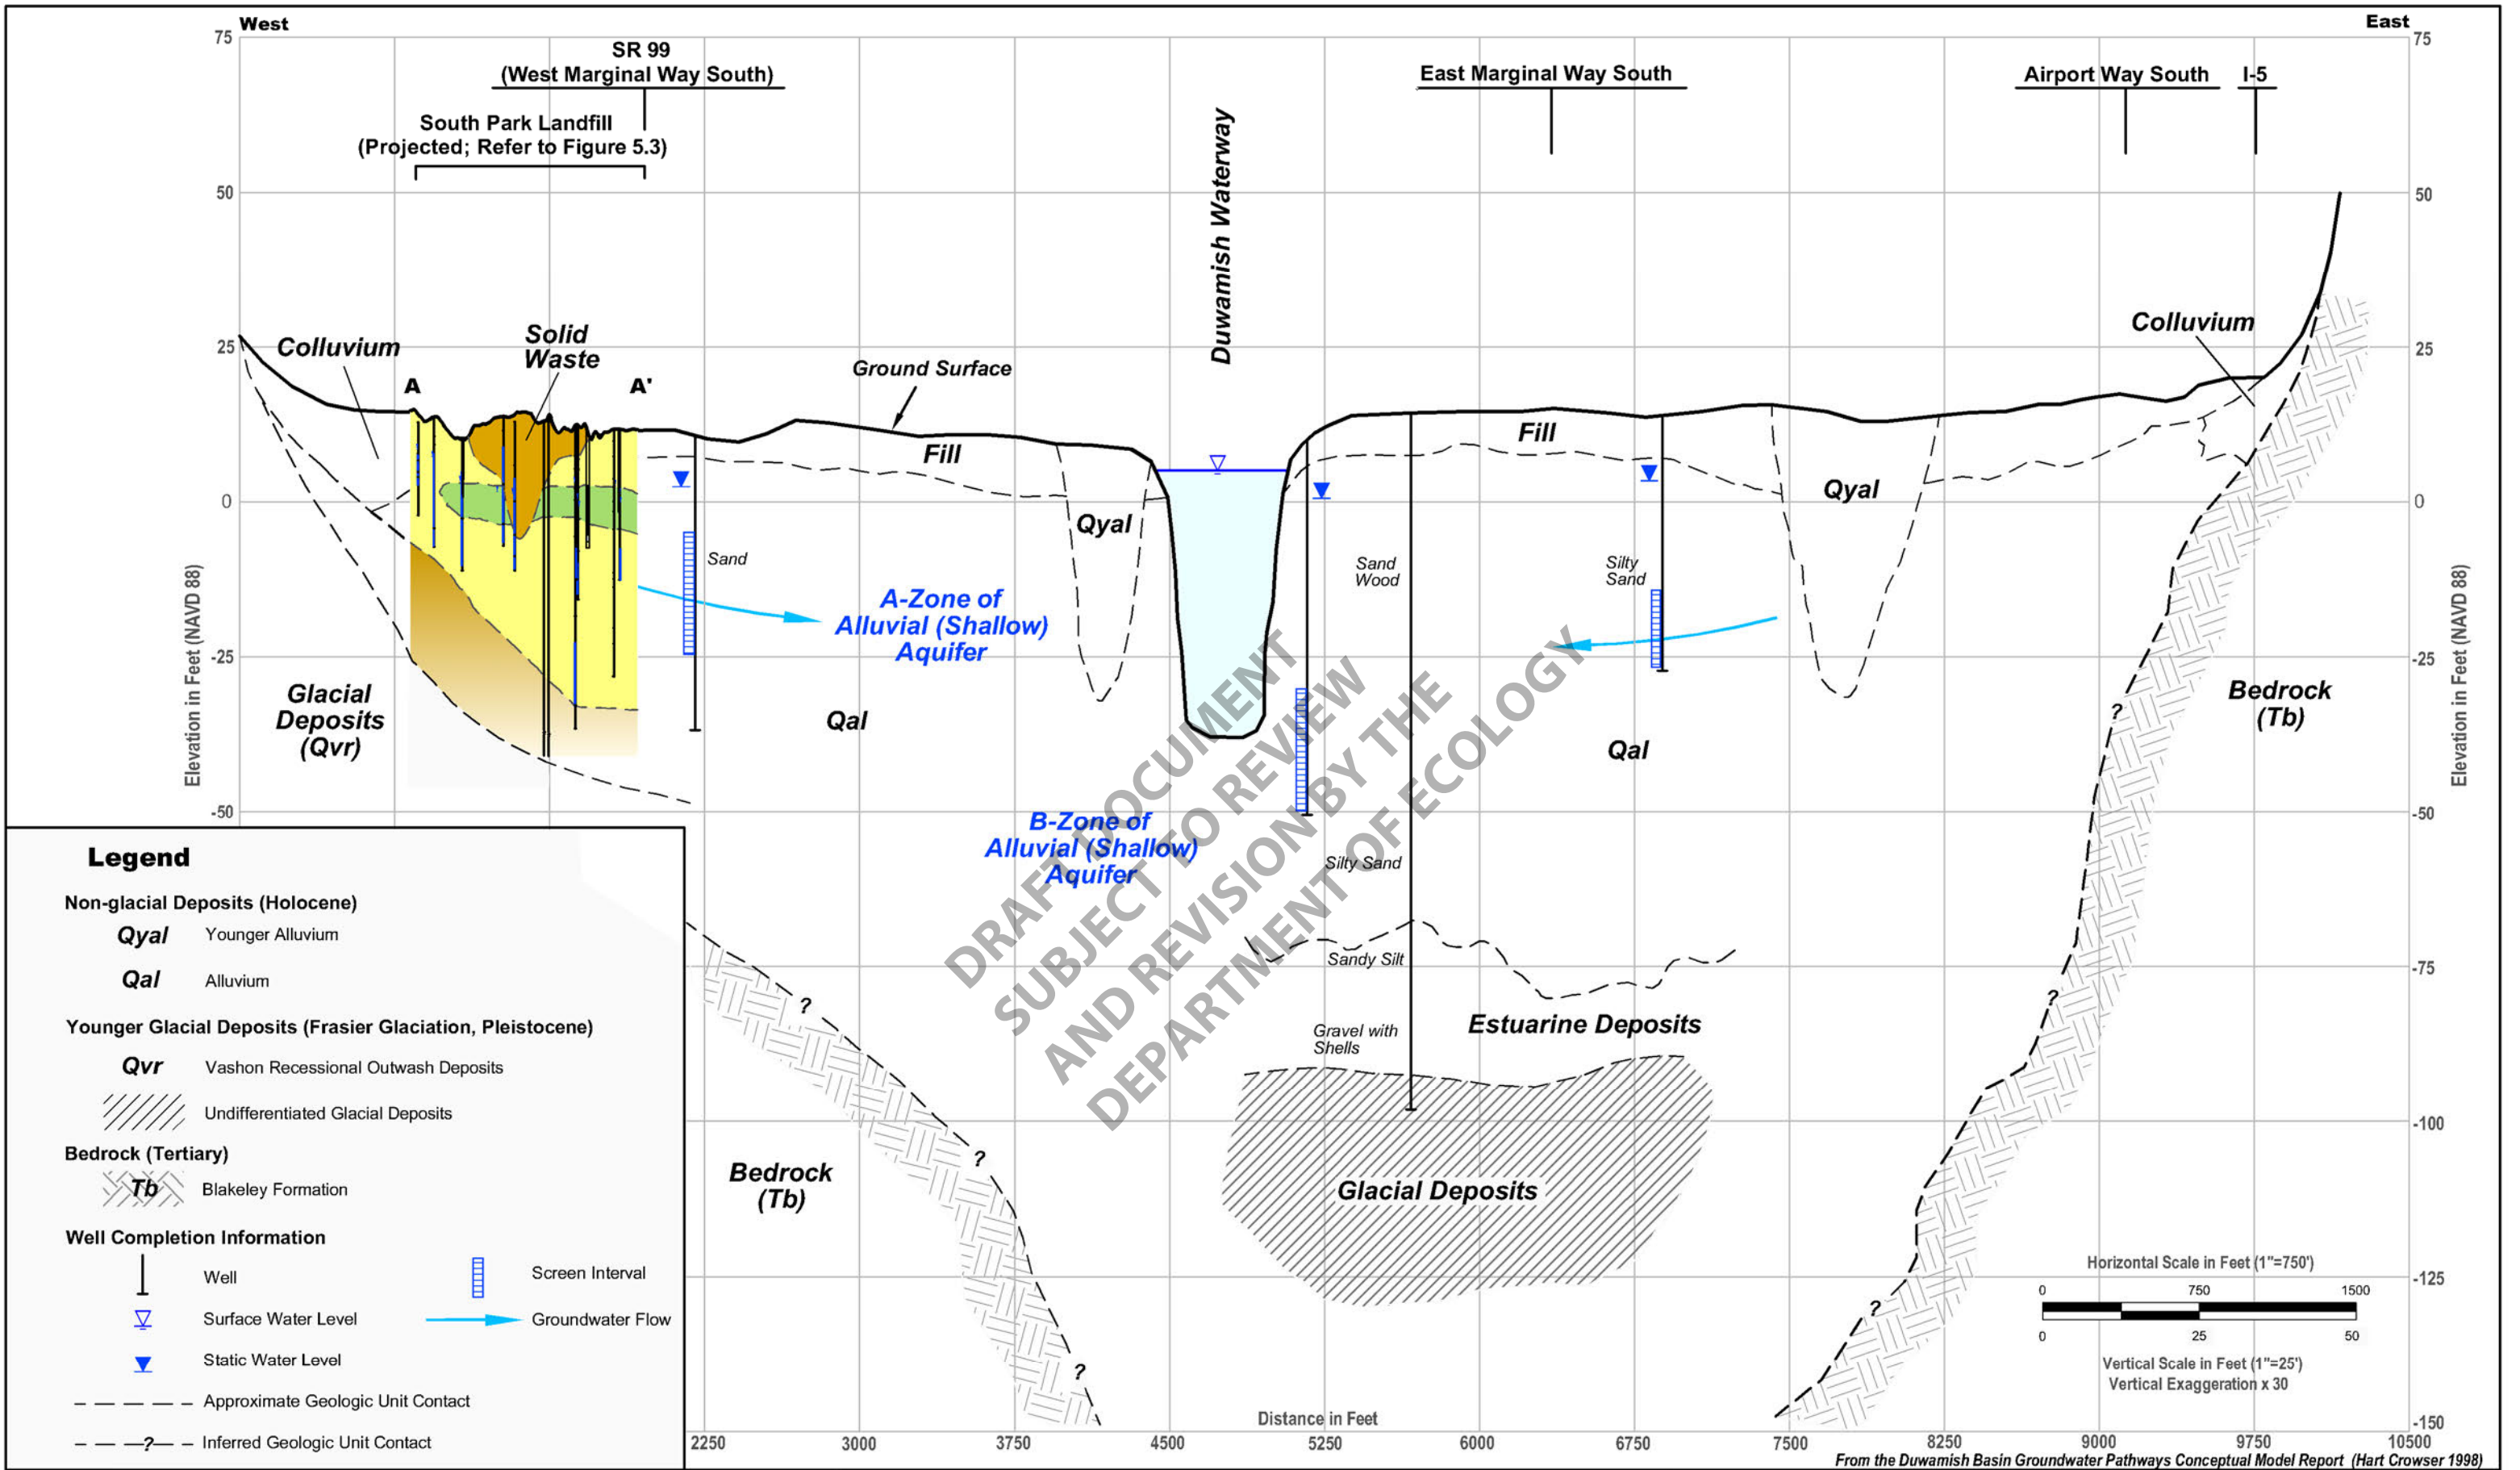 West
East
75
75
SR 99
(West Marginal Way South)
East Marginal Way South
Airport Way South
I-5
South Park Landfill
(Projected; Refer to Figure 5.3)
Duwamish Waterway
50
50
Colluvium
Solid
Waste
Colluvium
25
25
Ground Surface
A
A'
Fill
Fill
Qyal
Qyal
0
0
Sand
Sand
Wood
Silty
Sand
A-Zone of
Alluvial (Shallow)
Aquifer
Elevation in Feet (NAVD 88)
Elevation in Feet (NAVD 88)
-25
-25
Glacial
Deposits
(Qvr)
Qal
Qal
Bedrock
(Tb)
?
-50
-50
B-Zone of
Alluvial (Shallow)
Aquifer
DRAFT DOCUMENT
SUBJECT TO REVIEW
AND REVISION BY THE
DEPARTMENT OF ECOLOGY
Silty Sand
Sandy Silt
-75
?
?
Gravel with
Shells
Estuarine Deposits
-100
?
Bedrock
(Tb)
Glacial Deposits
-125
?
?
-150
Legend
Non-glacial Deposits (Holocene)
Qyal Younger Alluvium
Qal Alluvium
Younger Glacial Deposits (Frasier Glaciation, Pleistocene)
Qvr Vashon Recessional Outwash Deposits
Undifferentiated Glacial Deposits
Bedrock (Tertiary)
Tb Blakeley Formation
Well Completion Information
Well
Screen Interval
Surface Water Level
Groundwater Flow
Static Water Level
Approximate Geologic Unit Contact
? Inferred Geologic Unit Contact
Horizontal Scale in Feet (1"=750')
0 750 1500
0 25 50
Vertical Scale in Feet (1"=25')
Vertical Exaggeration x 30
Distance in Feet
2250 3000 3750 4500 5250 6000 6750 7500 8250 9000 9750 10500
From the Duwamish Basin Groundwater Pathways Conceptual Model Report (Hart Crowser 1998)